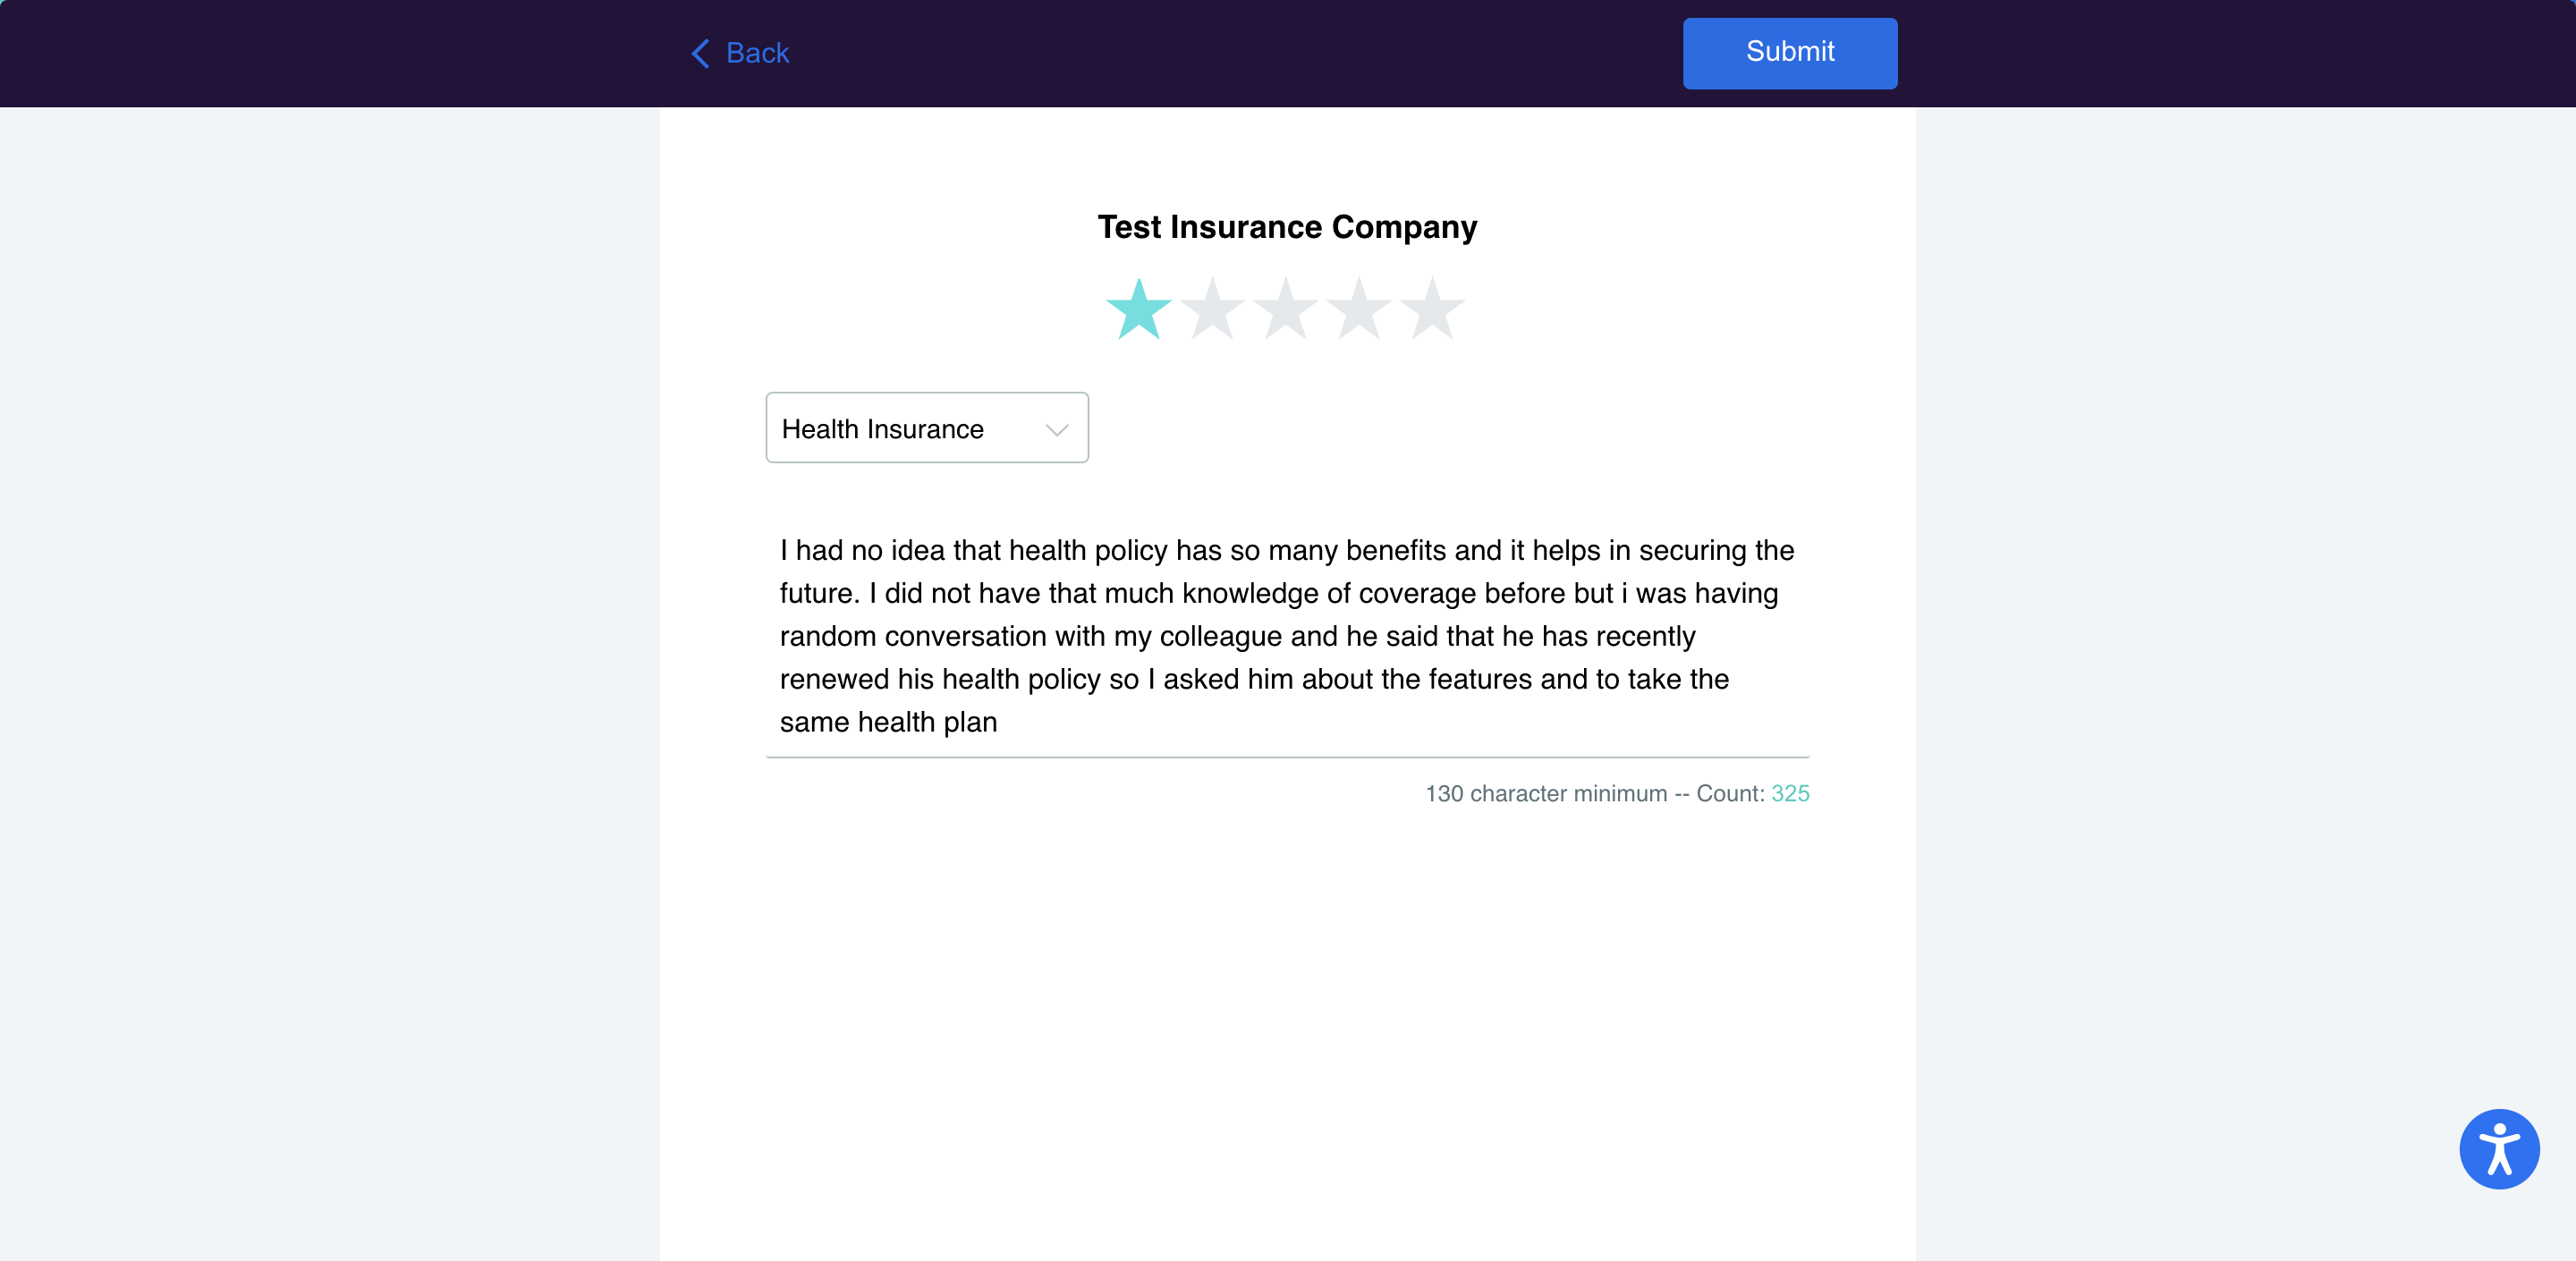 Back
Submit
Test Insurance Company
Health Insurance
I had no idea that health policy has so many benefits and it helps in securing the
future. I did not have that much knowledge of coverage before but i was having
random conversation with my colleague and he said that he has recently
renewed his health policy so I asked him about the features and to take the
same health plan
130 character minimum -- Count: 325